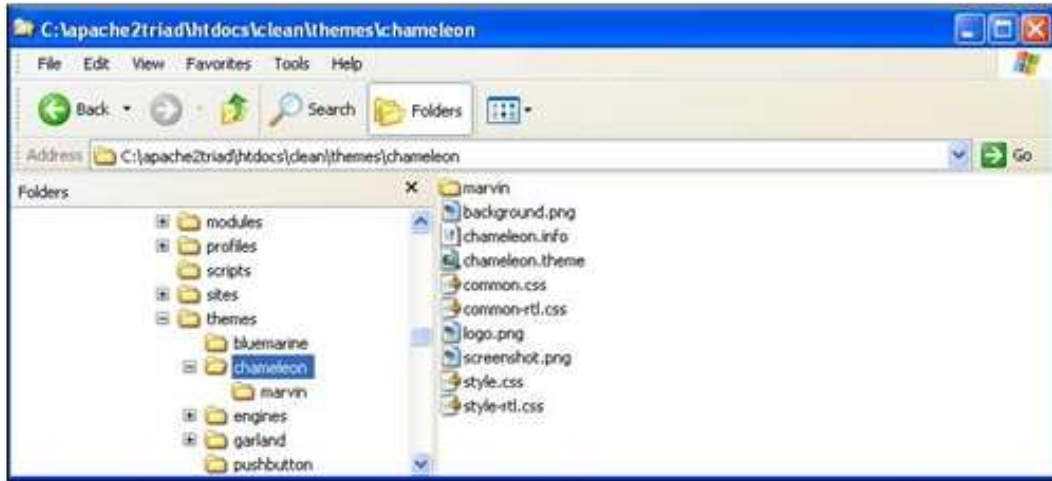 C:\apache2triad\htdocs\clean\themes\chameleon
File Edit View Favorites Tools Help
Back Search Folders
Address C:\apache2triad\htdocs\clean\themes\chameleon Go
Folders
modules
profiles
scripts
sites
themes
bluemarine
chameleon
marvin
engines
garland
pushbutton
marvin
background.png
chameleon.info
chameleon.theme
common.css
common-rtl.css
logo.png
screenshot.png
style.css
style-rtl.css